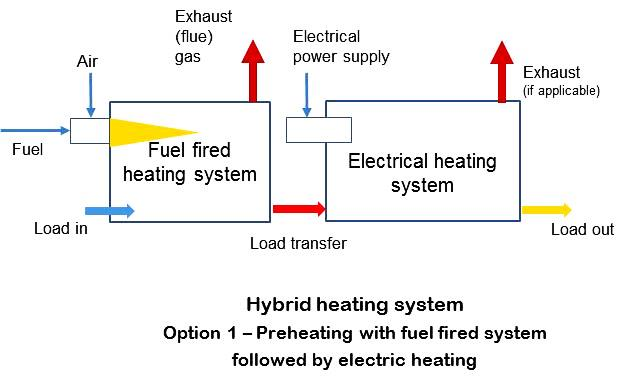 Exhaust
(flue)
gas
Electrical
power supply
Air
Exhaust
(if applicable)
Fuel
Fuel fired
heating system
Electrical heating
system
Load in
Load transfer
Load out
Hybrid heating system
Option 1 – Preheating with fuel fired system
followed by electric heating